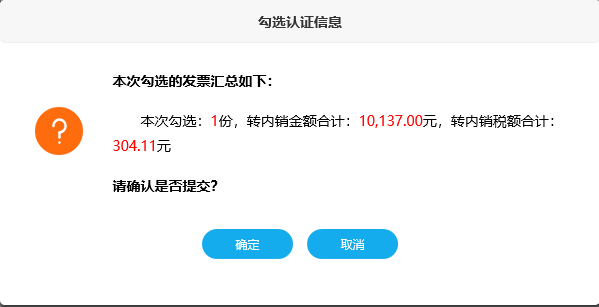 勾选认证信息
本次勾选的发票汇总如下：
本次勾选：1份，转内销金额合计：10,137.00元，转内销税额合计：
304.11元
请确认是否提交？
确定 取消